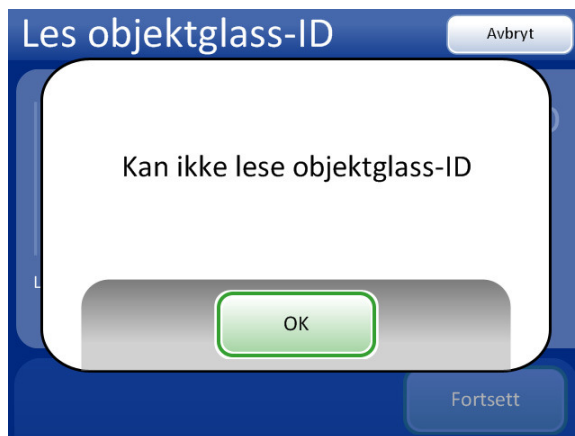 Les objektglass-ID
Avbryt
Kan ikke lese objektglass-ID
OK
Fortsett